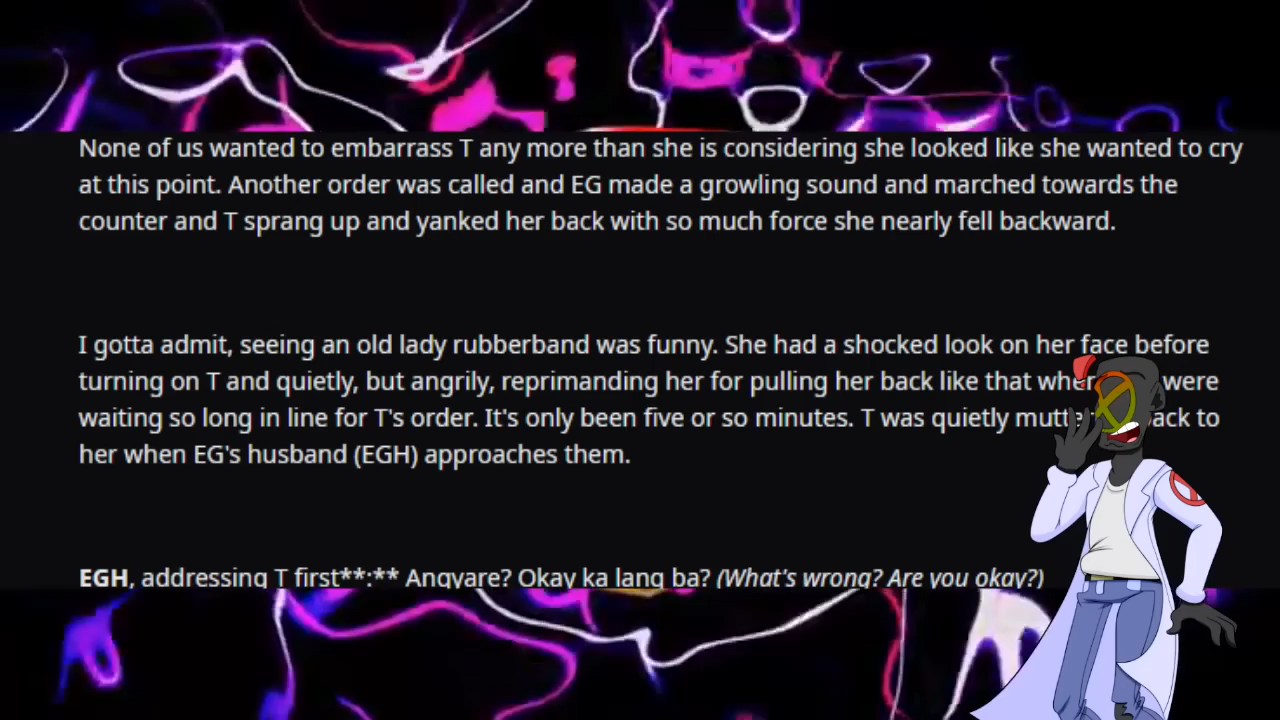 None of us wanted to embarrass T any more than she is considering she looked like she wanted to cry
at this point. Another order was called and EG made a growling sound and marched towards the
counter and T sprang up and yanked her back with so much force she nearly fell backward.
I gotta admit, seeing an old lady rubberband was funny. She had a shocked look on her face before
turning on T and quietly, but angrily, reprimanding her for pulling her back like that were
waiting so long in line for T's order. It's only been five or so minutes. T was quietly to
her when EG's husband (EGH) approaches them.
EGH, addressing T first**:** Anqyare? Okay ka lang ba? (What's wrong? Are you okay?)